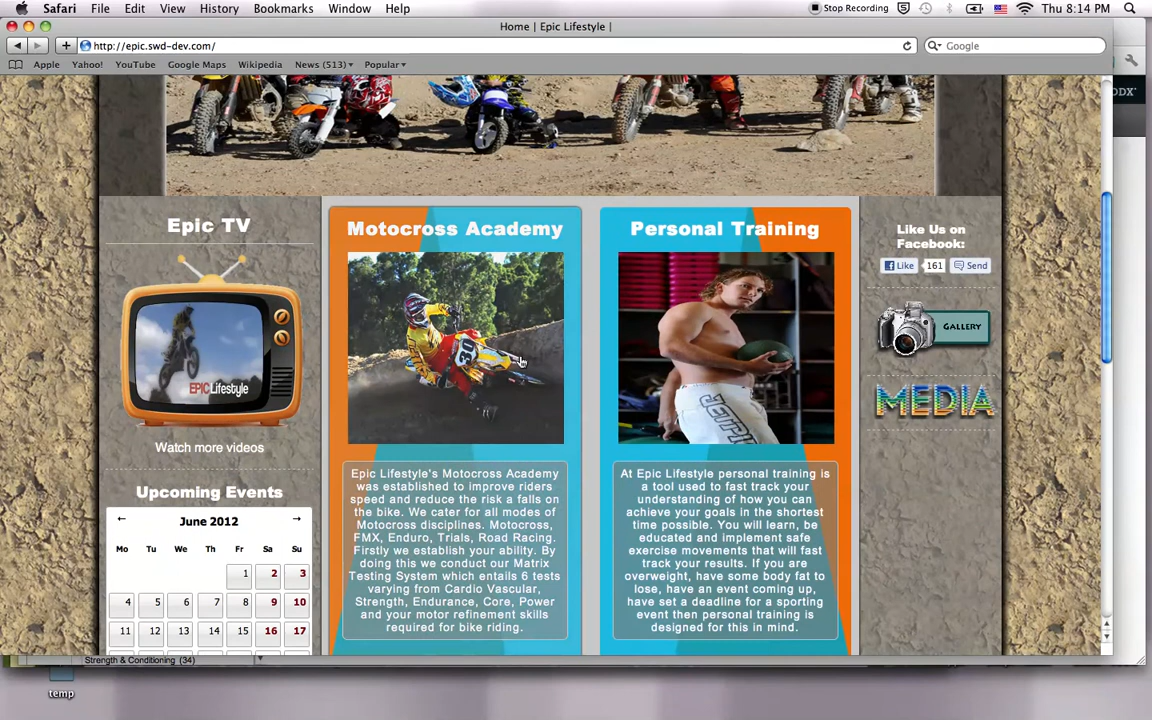 Safari File Edit View History Bookmarks Window Help Stop Recording Thu 8:14 PM
Home | Epic Lifestyle |
http://epic.swd-dev.com/ Google
Apple Yahoo! YouTube Google Maps Wikipedia News (513) Popular
Epic TV
EPICLifestyle
Watch more videos
Upcoming Events
← June 2012 →
Mo Tu We Th Fr Sa Su
1 2 3
4 5 6 7 8 9 10
11 12 13 14 15 16 17
Motocross Academy
30
Epic Lifestyle's Motocross Academy
was established to improve riders
speed and reduce the risk a falls on
the bike. We cater for all modes of
Motocross disciplines. Motocross,
FMX, Enduro, Trials, Road Racing.
Firstly we establish your ability. By
doing this we conduct our Matrix
Testing System which entails 6 tests
varying from Cardio Vascular,
Strength, Endurance, Core, Power
and your motor refinement skills
required for bike riding.
Personal Training
JETPILOT
At Epic Lifestyle personal training is
a tool used to fast track your
understanding of how you can
achieve your goals in the shortest
time possible. You will learn, be
educated and implement safe
exercise movements that will fast
track your results. If you are
overweight, have some body fat to
lose, have an event coming up,
have set a deadline for a sporting
event then personal training is
designed for this in mind.
Like Us on
Facebook:
Like 161 Send
GALLERY
MEDIA
Strength & Conditioning (34)
temp